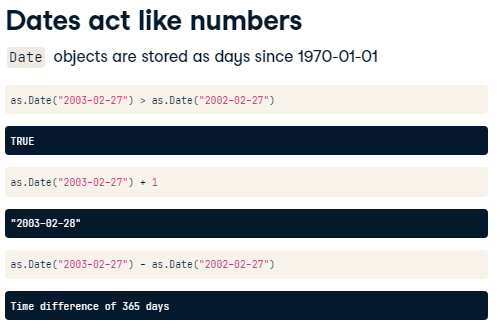 Dates act like numbers
Date objects are stored as days since 1970-01-01
as.Date("2003-02-27") > as.Date("2002-02-27")
TRUE
as.Date("2003-02-27") + 1
"2003-02-28"
as.Date("2003-02-27") - as.Date("2002-02-27")
Time difference of 365 days